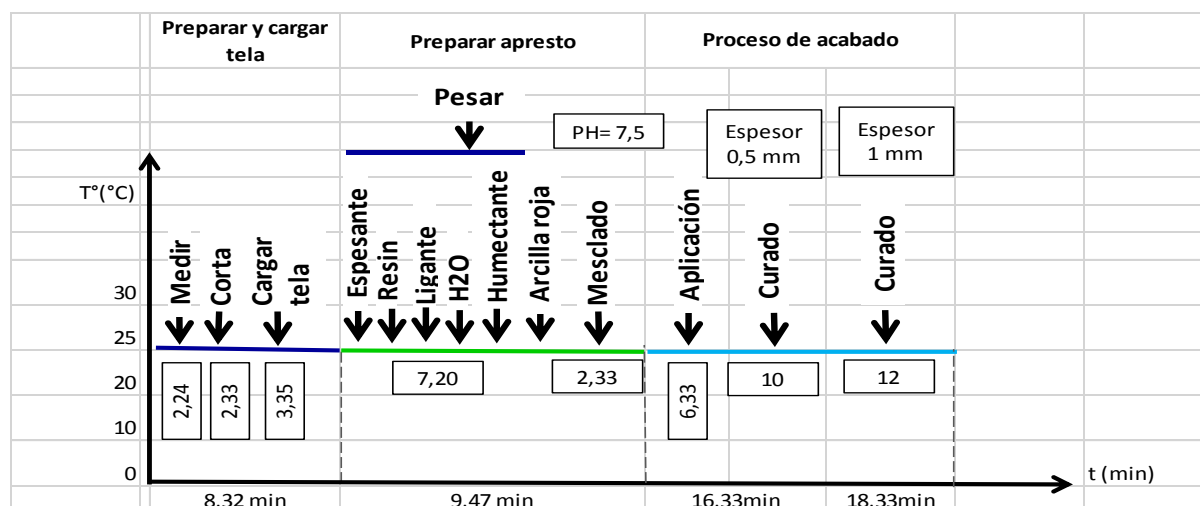 Preparar y cargar
tela
Preparar apresto
Proceso de acabado
Pesar
PH= 7,5
Espesor
0,5 mm
Espesor
1 mm
T°(°C)
Medir
Corta
Cargar
tela
Espesante
Resin
Ligante
H2O
Humectante
Arcilla roja
Mesclado
Aplicación
Curado
Curado
30
25
20
10
0
2,24
2,33
3,35
7,20
2,33
6,33
10
12
t (min)
8.32 min
9.47 min
16.33min
18.33min